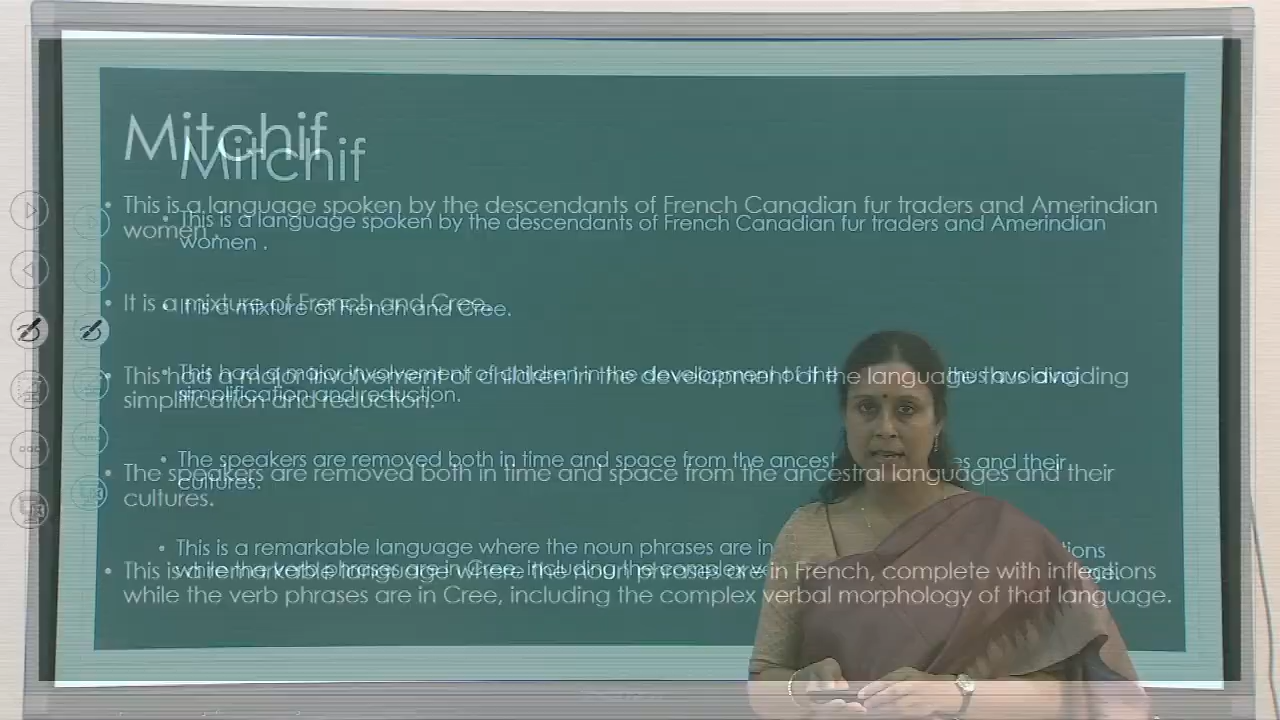 Mitchif
This is a language spoken by the descendants of French Canadian fur traders and Amerindian
women .
It is a mixture of French and Cree.
This had a major involvement of children in the development of the language thus avoiding
simplification and reduction.
The speakers are removed both in time and space from the ancestral languages and their
cultures.
This is a remarkable language where the noun phrases are in French, complete with inflections
while the verb phrases are in Cree, including the complex verbal morphology of that language.